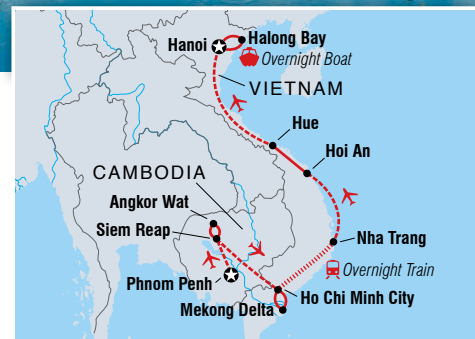 Hanoi
Halong Bay
Overnight Boat
VIETNAM
Hue
Hoi An
CAMBODIA
Angkor Wat
Siem Reap
Nha Trang
Overnight Train
Phnom Penh
Ho Chi Minh City
Mekong Delta